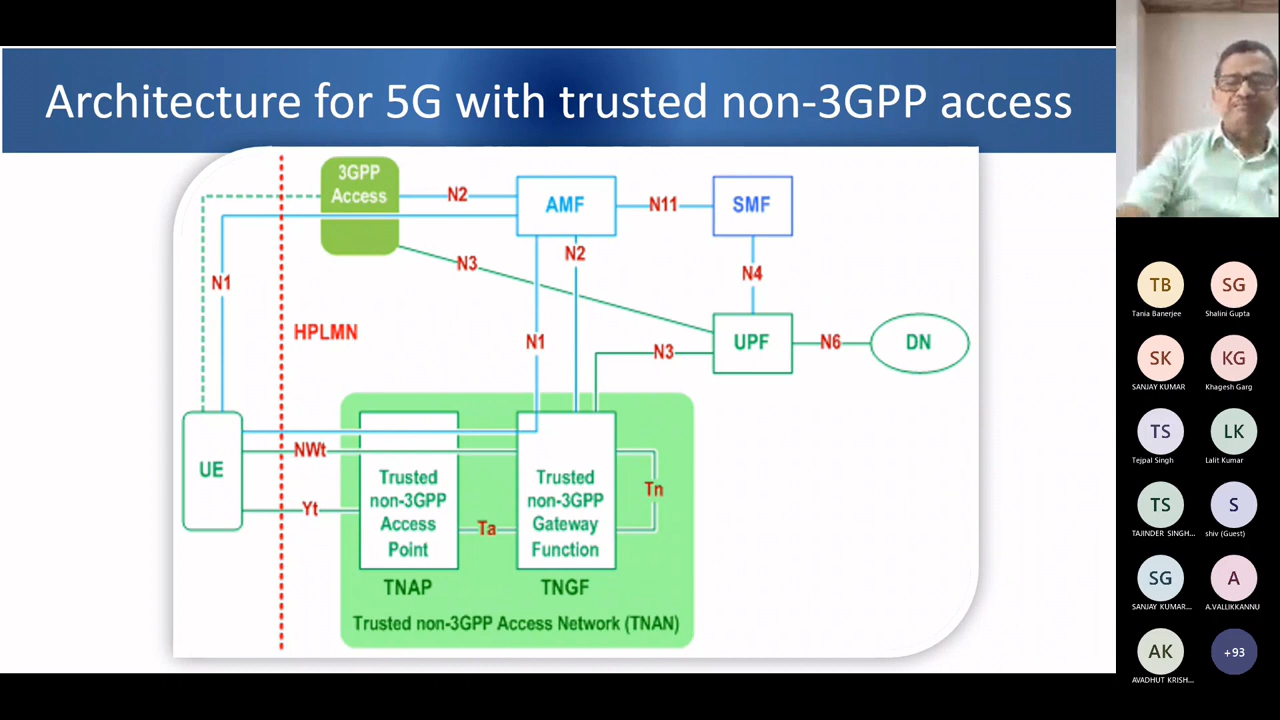 Architecture for 5G with trusted non-3GPP access
3GPP
Access
N2
AMF
N11
SMF
N1
N3
N2
N4
HPLMN
N1
N3
UPF
N6
DN
UE
NWt
Yt
Trusted
non-3GPP
Access
Point
Ta
Trusted
non-3GPP
Gateway
Function
Tn
TNAP
TNGF
Trusted non-3GPP Access Network (TNAN)
TB
Tania Banerjee
SG
Shalini Gupta
SK
SANJAY KUMAR
KG
Khagesh Garg
TS
Tejpal Singh
LK
Lalit Kumar
TS
TAJINDER SINGH...
S
shiv (Guest)
SG
SANJAY KUMAR...
A
A.VALLIKKANNU
AK
AVADHUT KRISH...
+93